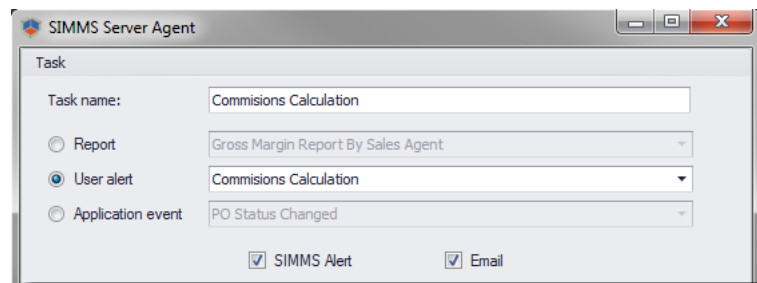 SIMMS Server Agent
Task
Task name: Commisions Calculation
Report Gross Margin Report By Sales Agent
User alert Commisions Calculation
Application event PO Status Changed
SIMMS Alert Email